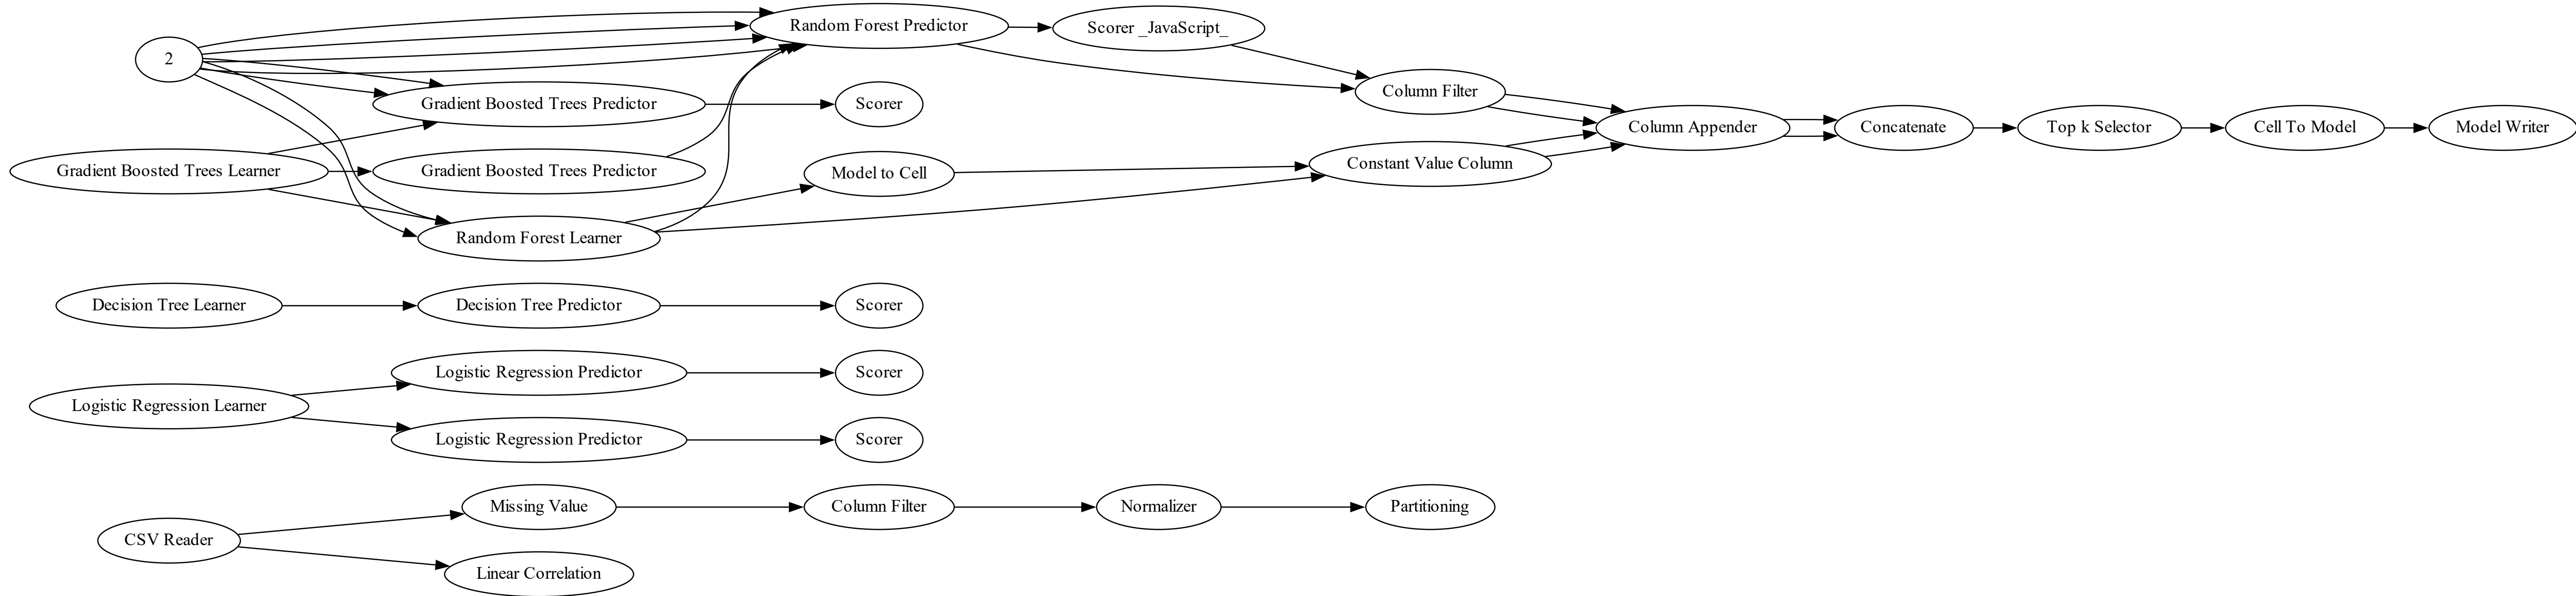 2
Random Forest Predictor
Scorer _JavaScript_
Gradient Boosted Trees Predictor
Scorer
Column Filter
Gradient Boosted Trees Learner
Gradient Boosted Trees Predictor
Model to Cell
Constant Value Column
Column Appender
Concatenate
Top k Selector
Cell To Model
Model Writer
Random Forest Learner
Decision Tree Learner
Decision Tree Predictor
Scorer
Logistic Regression Learner
Logistic Regression Predictor
Scorer
Logistic Regression Predictor
Scorer
CSV Reader
Missing Value
Column Filter
Normalizer
Partitioning
Linear Correlation